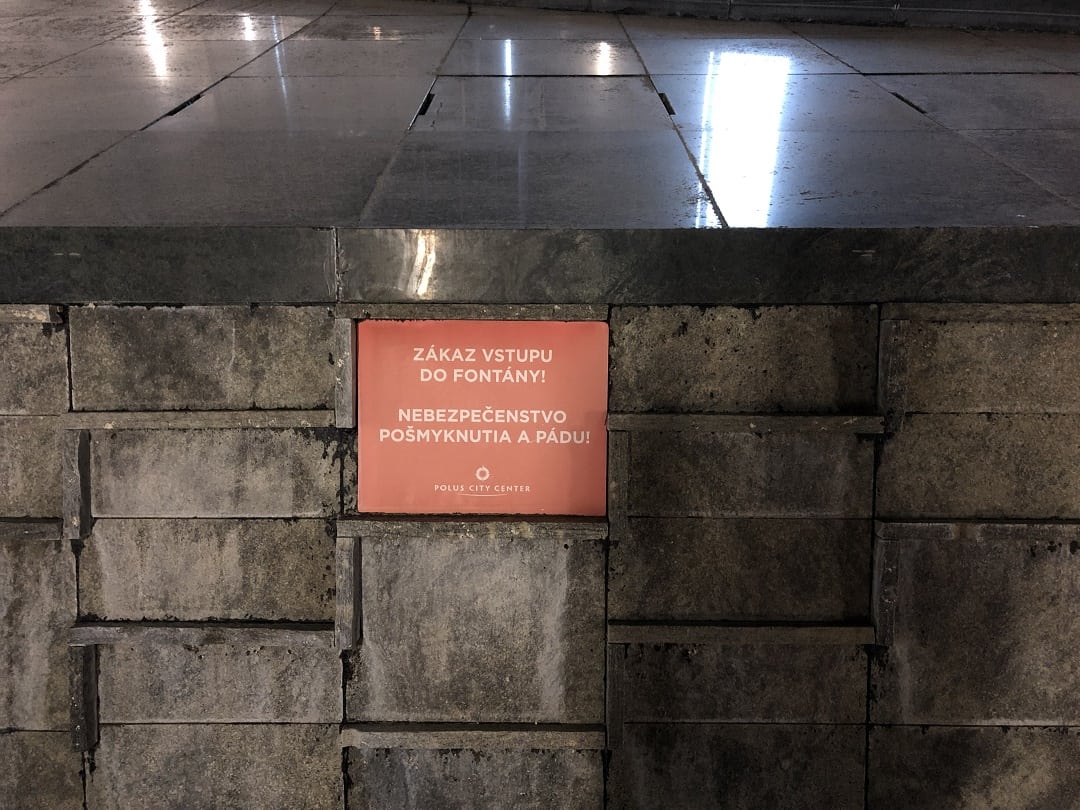 ZÁKAZ VSTUPU
DO FONTÁNY!
NEBEZPEČENSTVO
POŠMYKNUTIA A PÁDU!
POLUS CITY CENTER